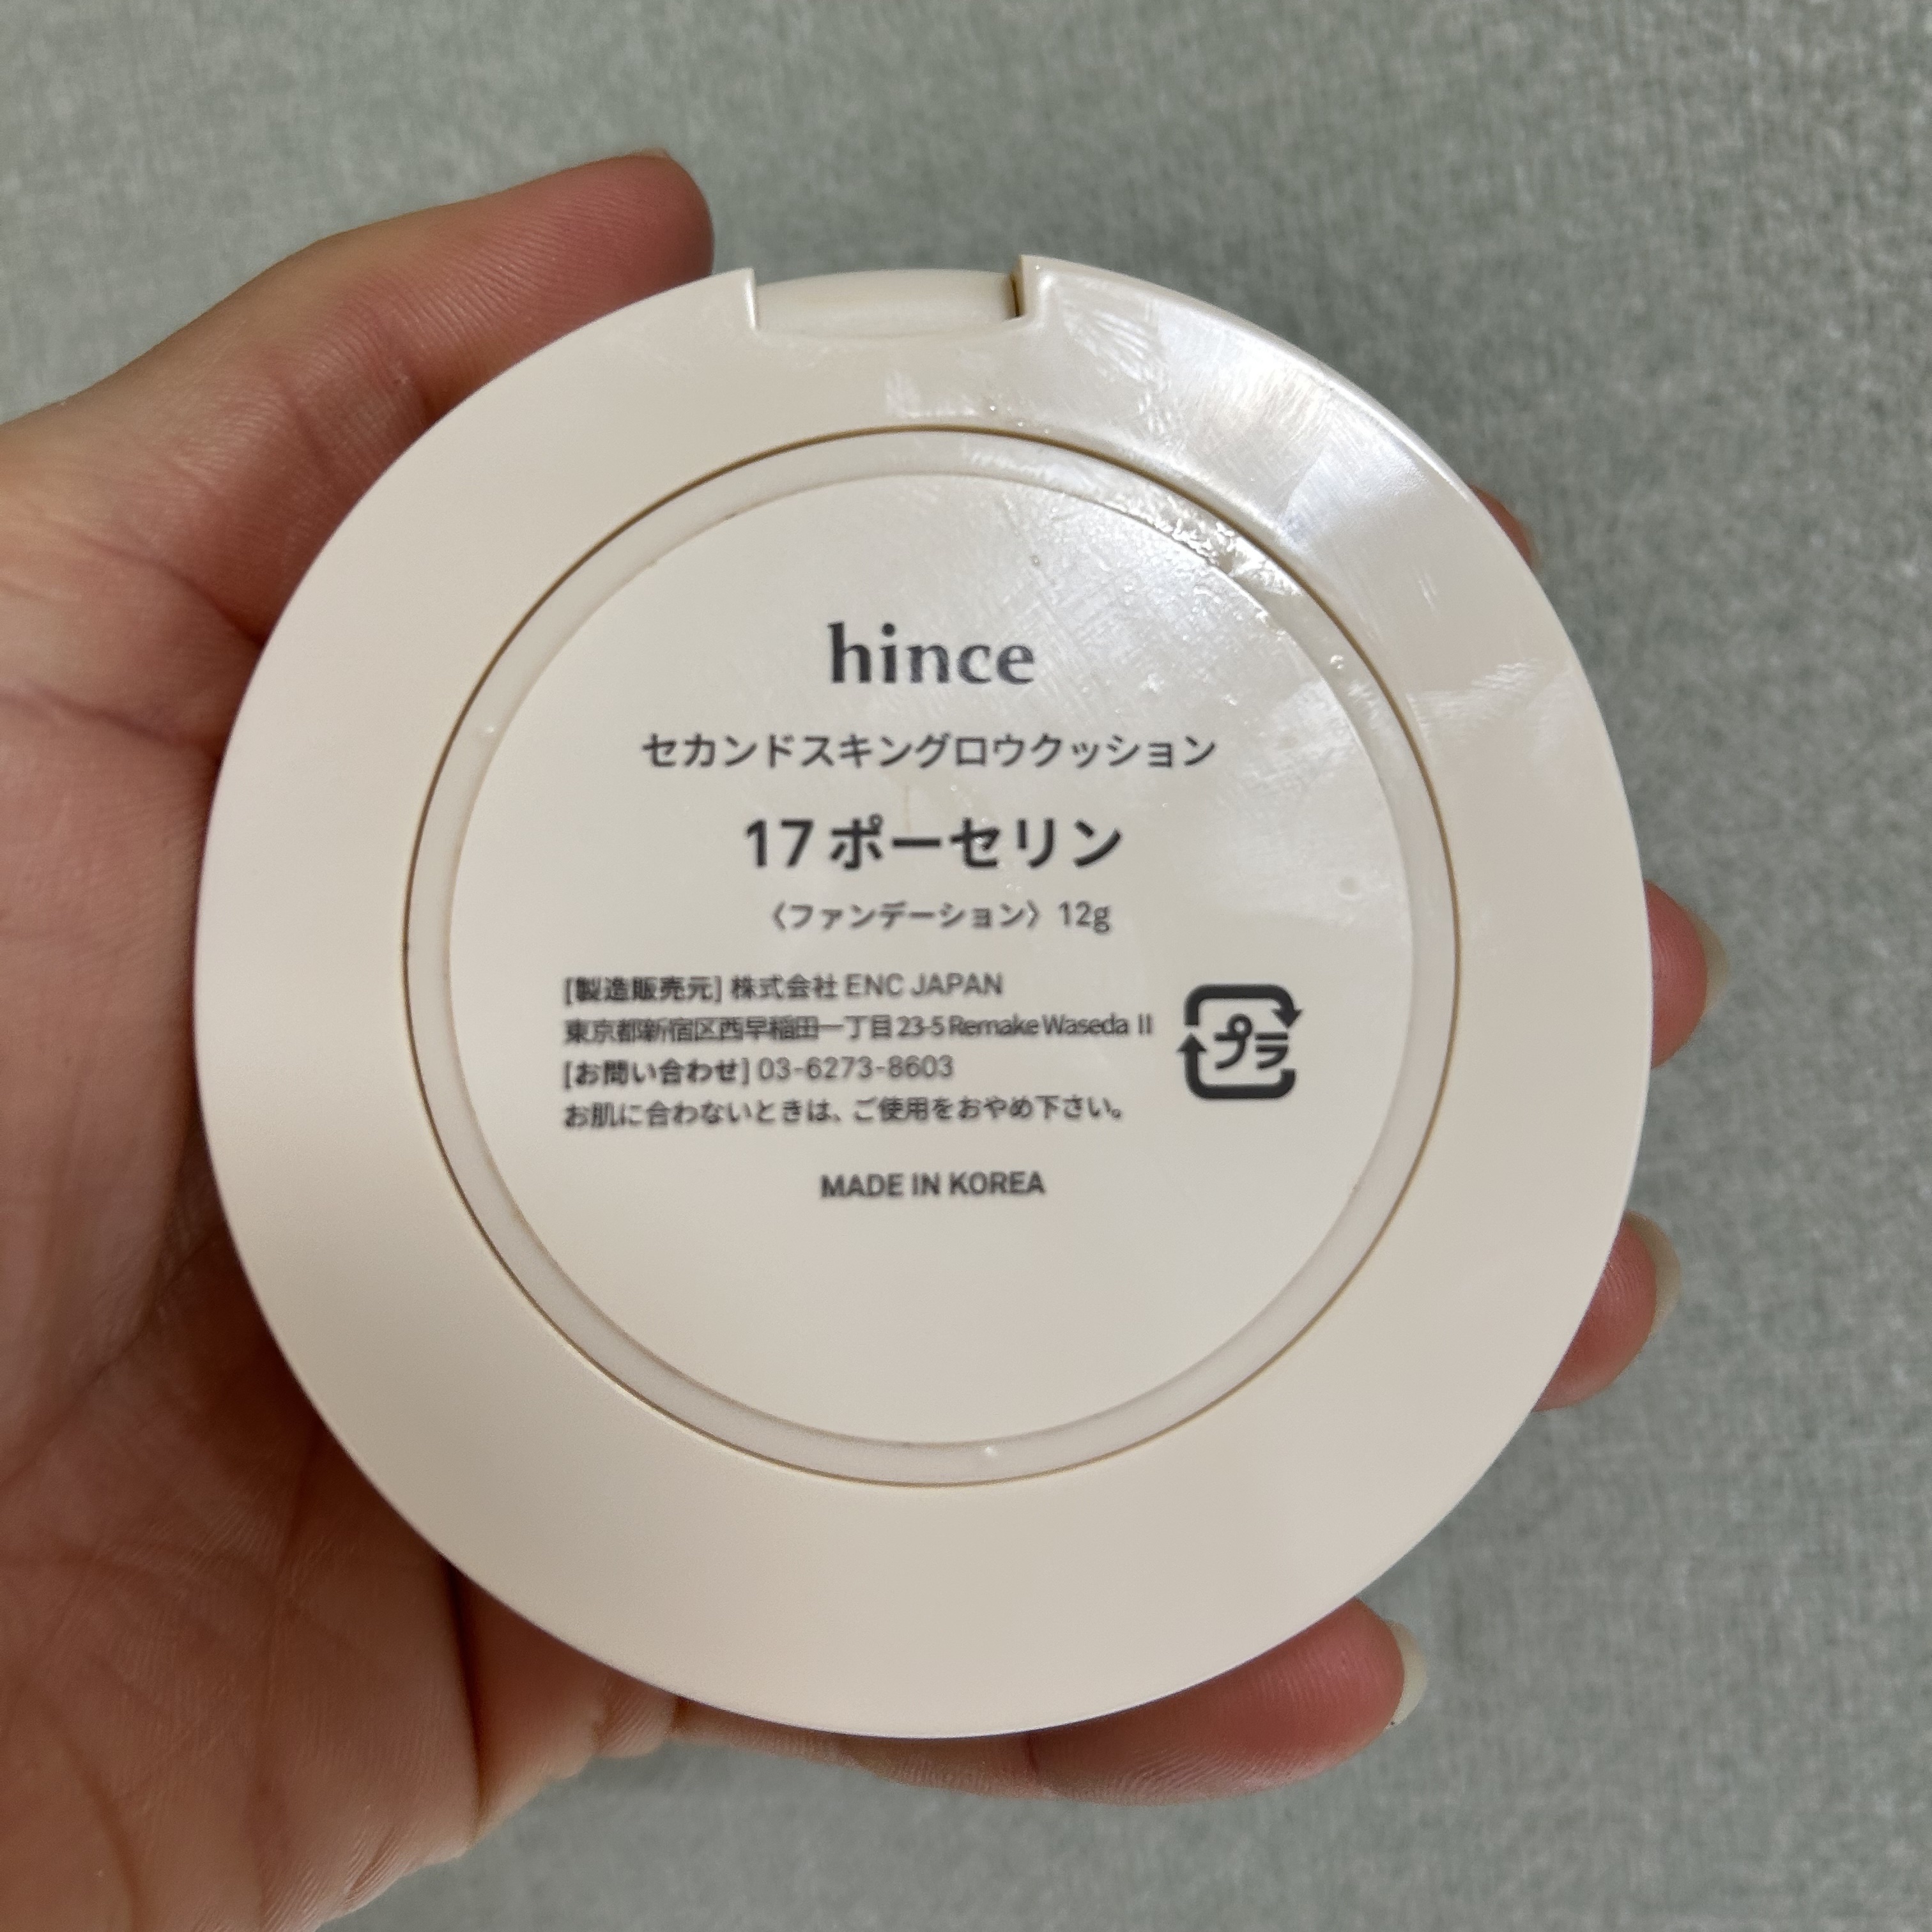 hince
セカンドスキングロウクッション
17 ポーセリン
〈ファンデーション〉 12g
[製造販売元] 株式会社 ENC JAPAN
東京都新宿区西早稲田一丁目 23-5 Remake Waseda II
[お問い合わせ] 03-6273-8603
お肌に合わないときは、ご使用をおやめ下さい。
プラ
MADE IN KOREA